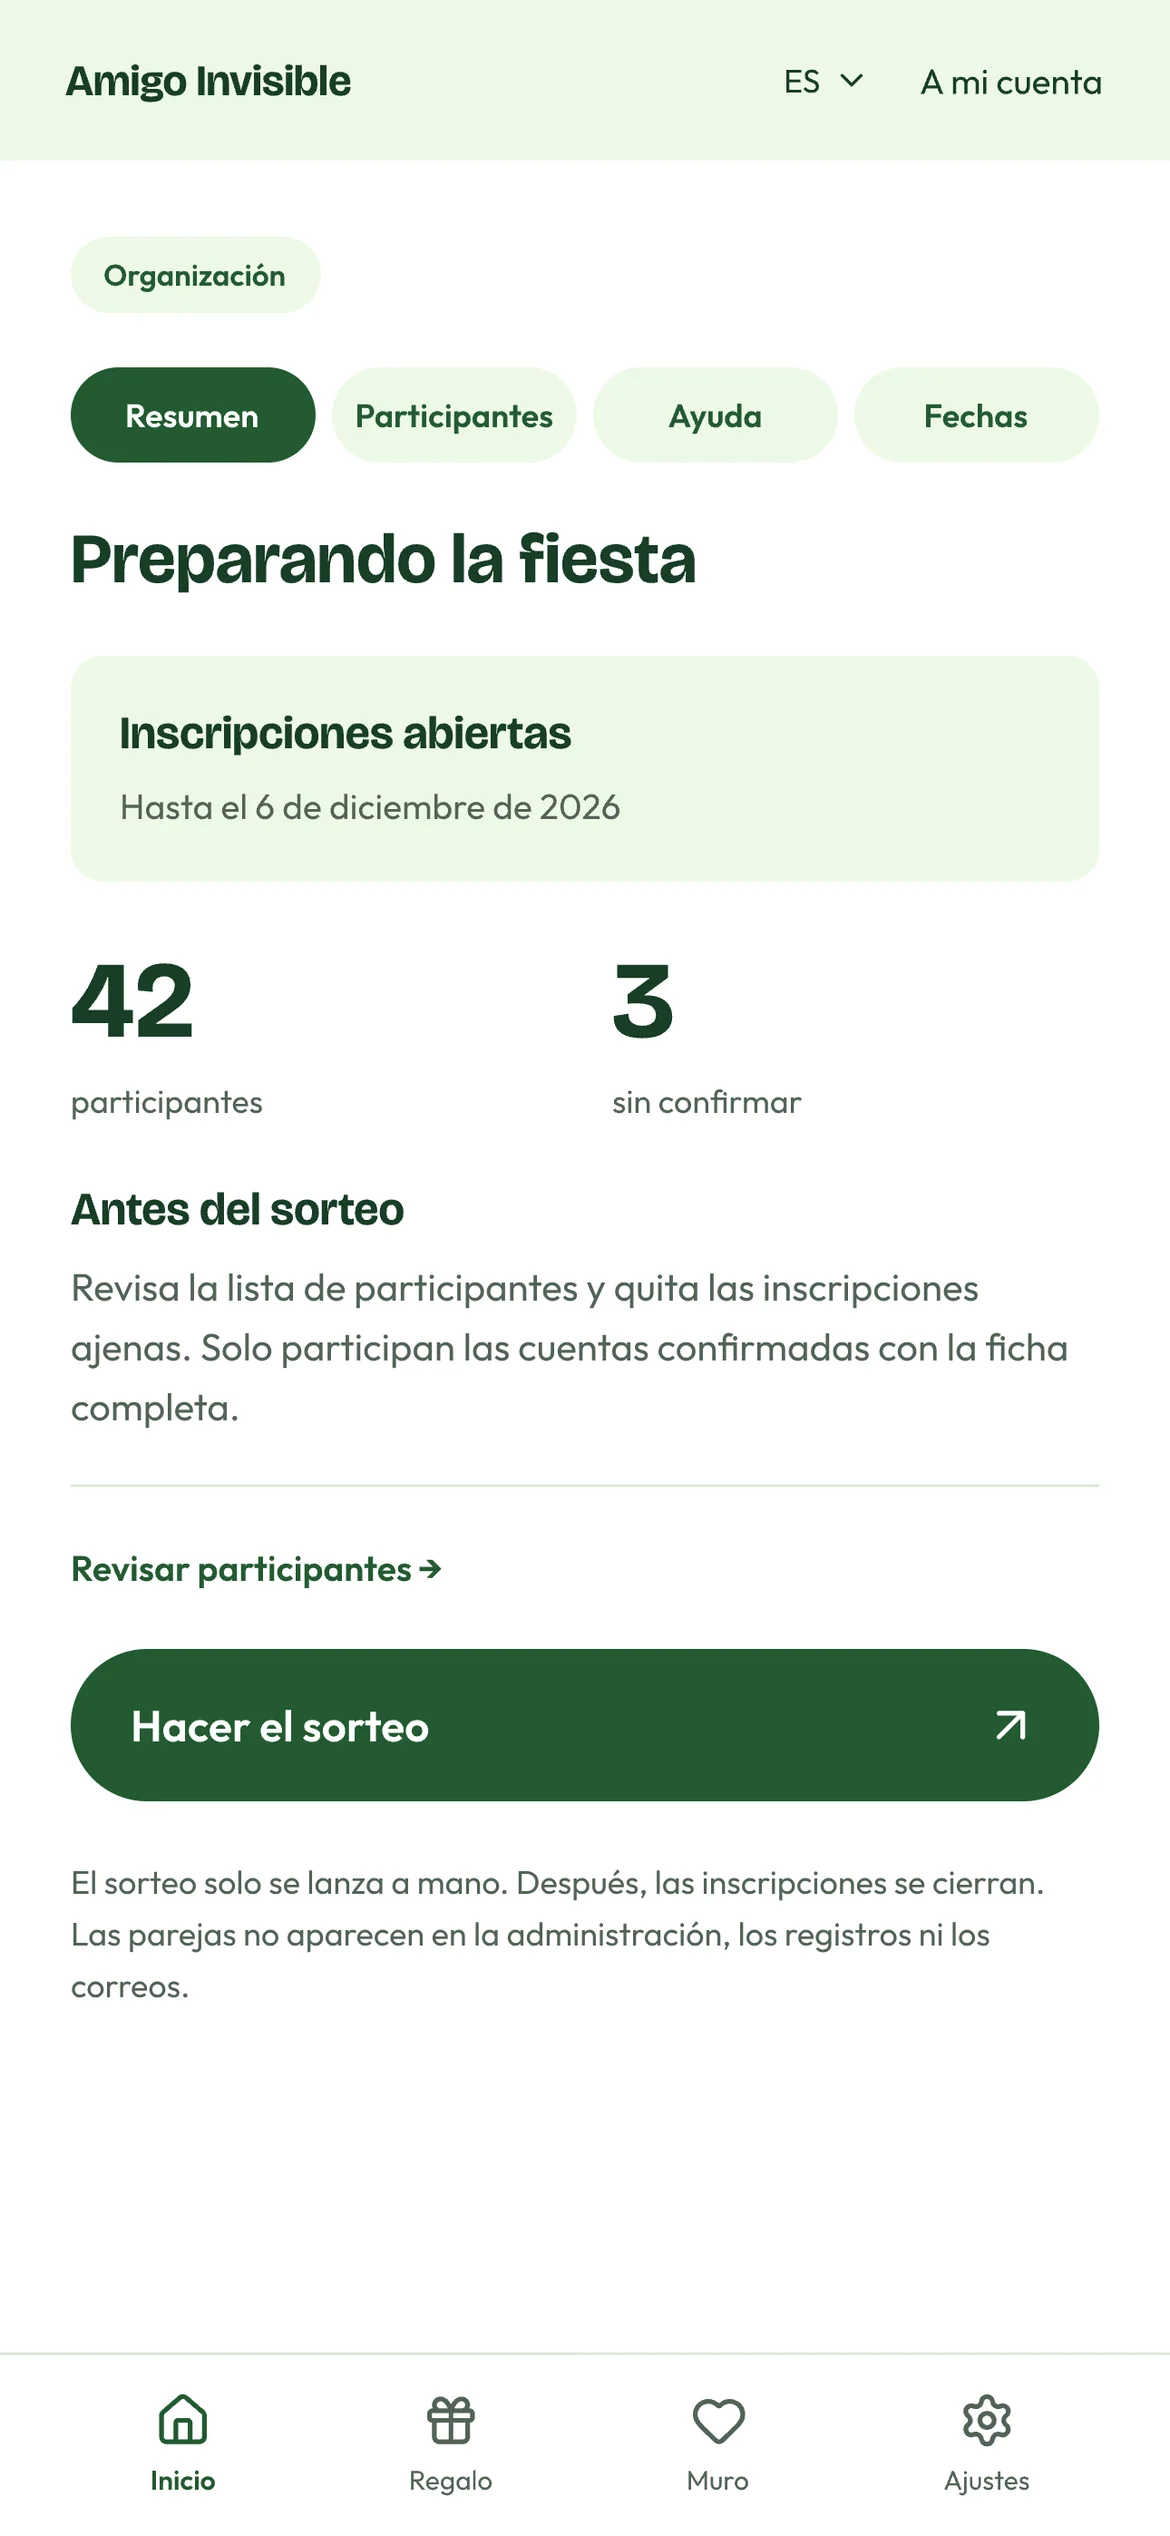 Amigo Invisible
ES
A mi cuenta
Organización
Resumen
Participantes
Ayuda
Fechas
Preparando la fiesta
Inscripciones abiertas
Hasta el 6 de diciembre de 2026
42
participantes
3
sin confirmar
Antes del sorteo
Revisa la lista de participantes y quita las inscripciones
ajenas. Solo participan las cuentas confirmadas con la ficha
completa.
Revisar participantes →
Hacer el sorteo
El sorteo solo se lanza a mano. Después, las inscripciones se cierran.
Las parejas no aparecen en la administración, los registros ni los
correos.
Inicio
Regalo
Muro
Ajustes